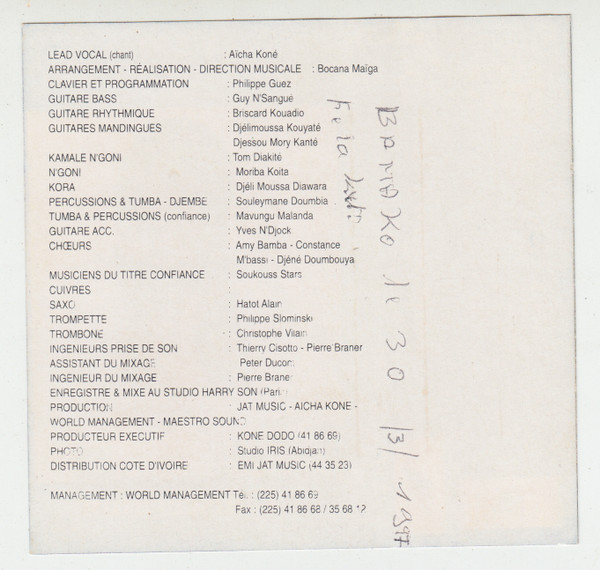 LEAD VOCAL (chant) : Aïcha Koné
ARRANGEMENT - RÉALISATION - DIRECTION MUSICALE : Bocana Maïga
CLAVIER ET PROGRAMMATION : Philippe Guez
GUITARE BASS : Guy N'Sangue
GUITARE RHYTHMIQUE : Briscard Kouadio
GUITARES MANDINGUES : Djélimoussa Kouyaté
Djessou Mory Kanté
KAMALE N'GONI : Tom Diakité
N'GONI : Moriba Koita
KORA : Djéli Moussa Diawara
PERCUSSIONS & TUMBA - DJEMBE : Souleymane Doumbia
TUMBA & PERCUSSIONS (confiance) : Mavungu Malanda
GUITARE ACC. : Yves N'Djock
CHŒURS : Amy Bamba - Constance
M'bassi - Djéné Doumbouya
MUSICIENS DU TITRE CONFIANCE : Soukouss Stars
CUIVRES :
SAXO : Hatot Alain
TROMPETTE : Philippe Slominski
TROMBONE : Christophe Vilain
INGENIEURS PRISE DE SON : Thierry Cisotto - Pierre Braner
ASSISTANT DU MIXAGE Peter Ducom
INGENIEUR DU MIXAGE : Pierre Braner
ENREGISTRE & MIXE AU STUDIO HARRY SON (Paris
PRODUCTION : JAT MUSIC - AICHA KONE -
WORLD MANAGEMENT - MAESTRO SOUND
PRODUCTEUR EXECUTIF : KONE DODO (41 86 69)
PHOTO : Studio IRIS (Abidjan)
DISTRIBUTION COTE D'IVOIRE : EMI JAT MUSIC (44 35 23)
MANAGEMENT : WORLD MANAGEMENT Tél. : (225) 41 86 69
Fax : (225) 41 86 68 / 35 68 12
BAMAKO le 30 /3/ 1997
Fe la